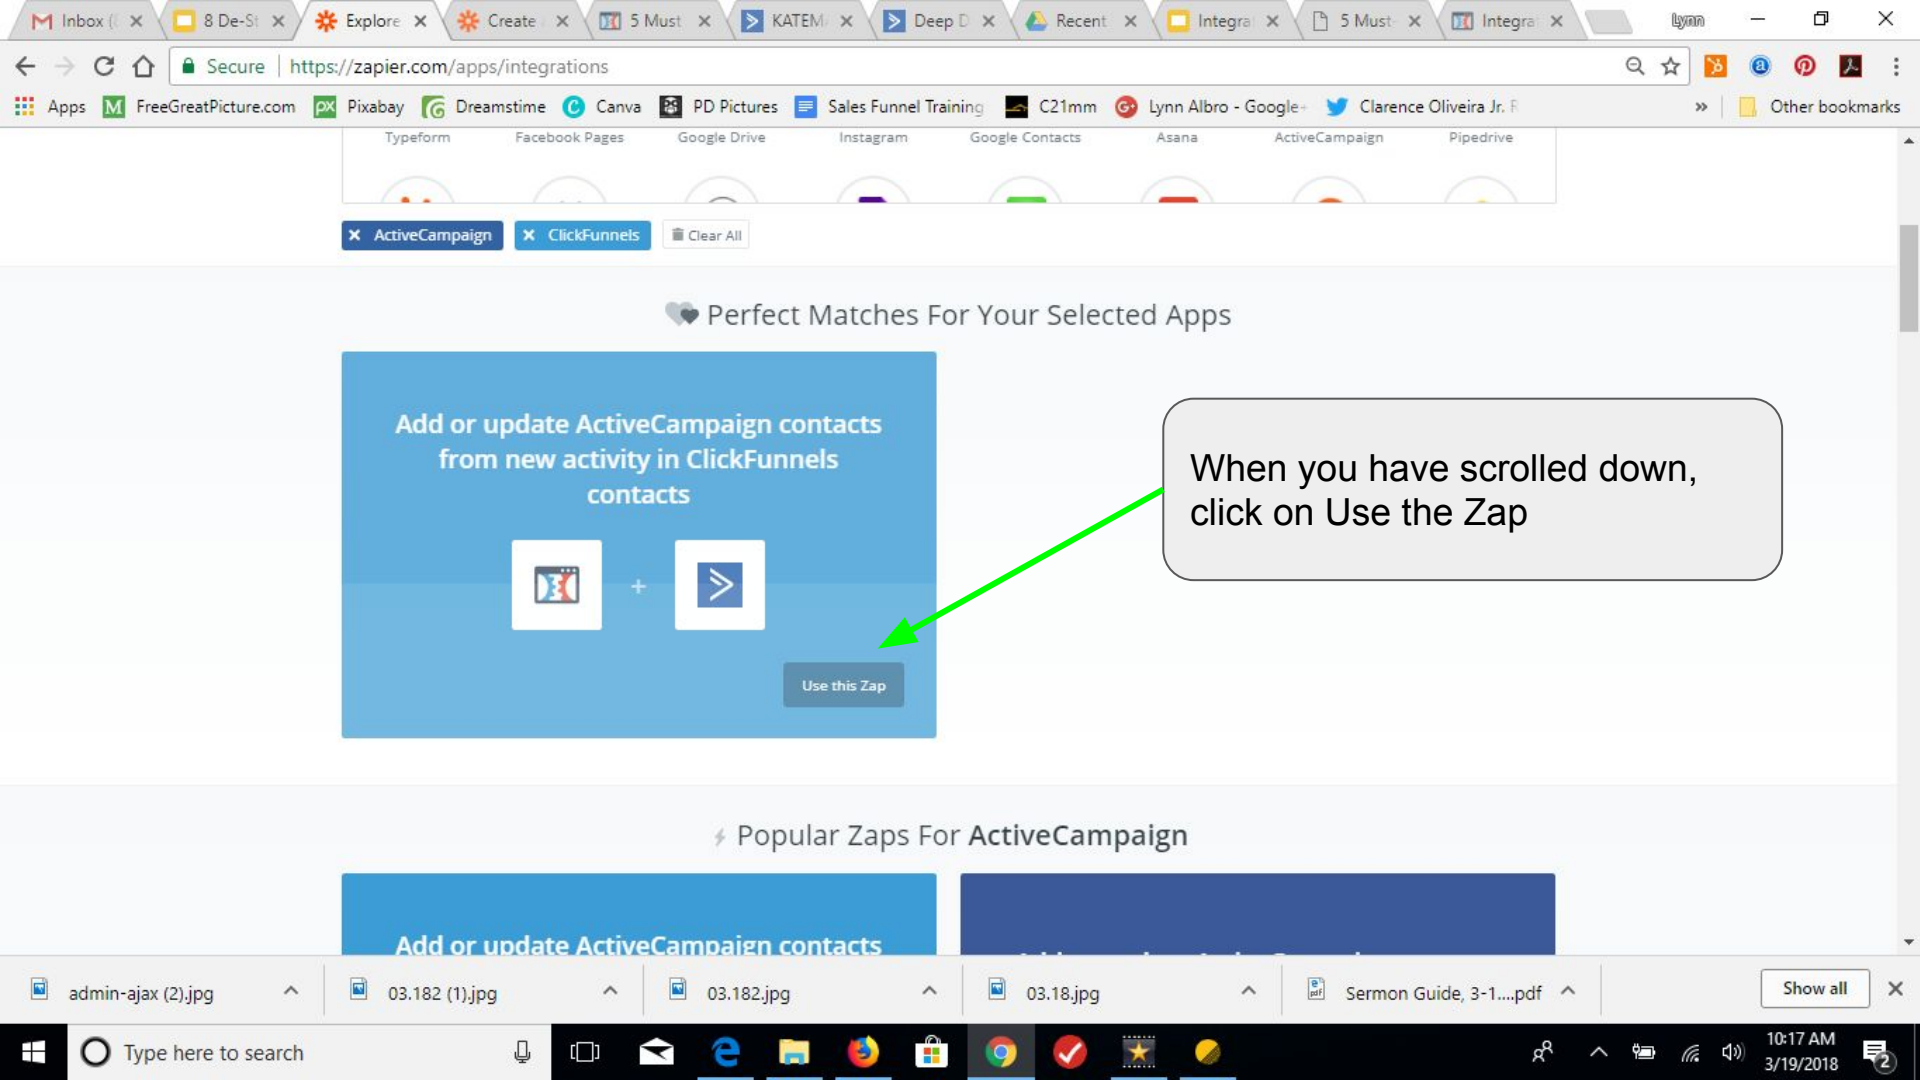 Inbox (
8 De-St
Explore
Create
5 Must
KATEM
Deep D
Recent
Integra
5 Must-
Integra
Lynn
Secure
https://zapier.com/apps/integrations
Apps
FreeGreatPicture.com
Pixabay
Dreamstime
Canva
PD Pictures
Sales Funnel Training
C21mm
Lynn Albro - Google+
Clarence Oliveira Jr. F
»
Other bookmarks
Typeform
Facebook Pages
Google Drive
Instagram
Google Contacts
Asana
ActiveCampaign
Pipedrive
ActiveCampaign
ClickFunnels
Clear All
Perfect Matches For Your Selected Apps
Add or update ActiveCampaign contacts
from new activity in ClickFunnels
contacts
+
Use this Zap
When you have scrolled down,
click on Use the Zap
Popular Zaps For ActiveCampaign
Add or update ActiveCampaign contacts
admin-ajax (2).jpg
03.182 (1).jpg
03.182.jpg
03.18.jpg
Sermon Guide, 3-1....pdf
Show all
Type here to search
10:17 AM
3/19/2018
2